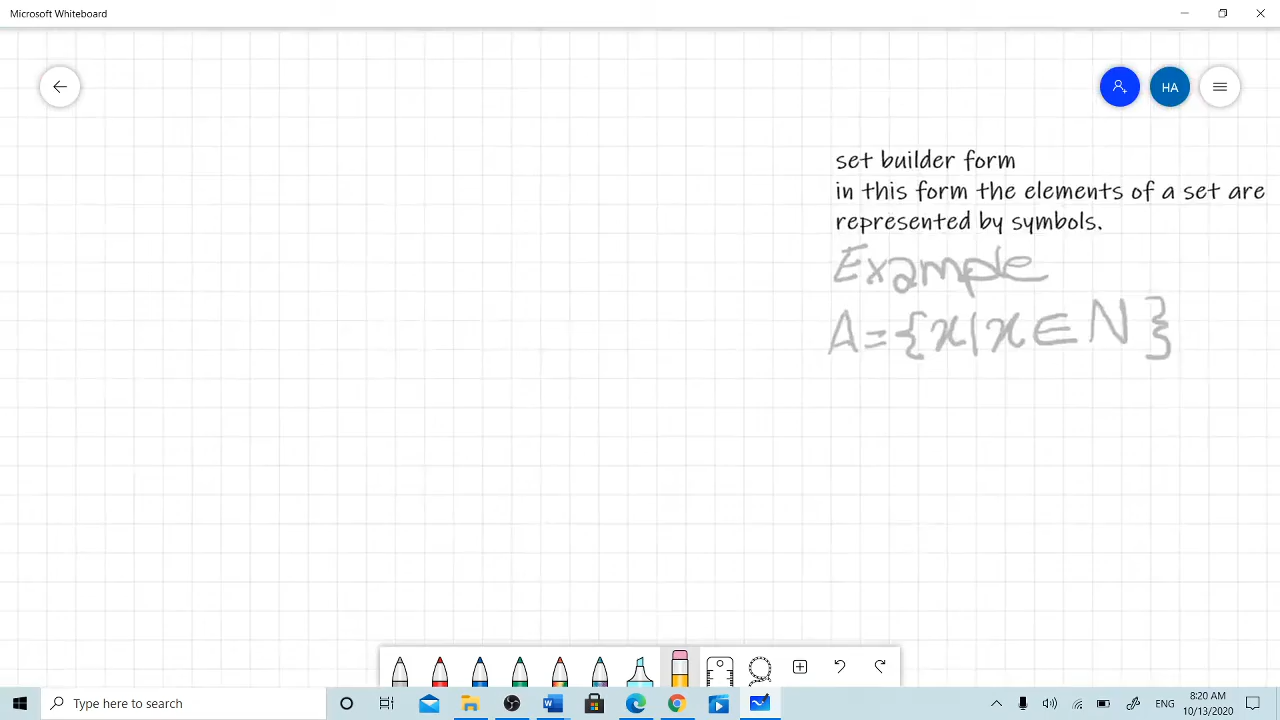 Microsoft Whiteboard
HA
set builder form
in this form the elements of a set are
represented by symbols.
Example
A={x|x∈N}
Type here to search
ENG
8:20 AM
10/13/2020